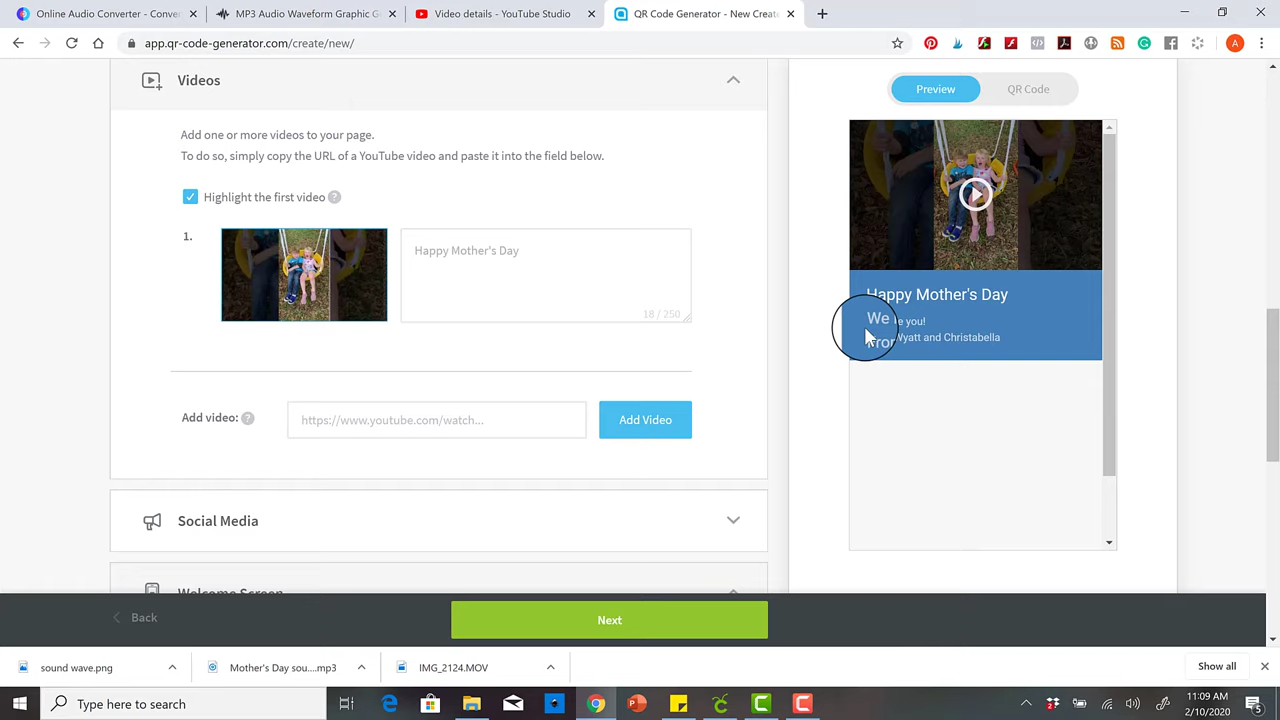 Online Audio Converter - Conver
MP3 Audio Waveform Graphic G
Video details - YouTube Studio
QR Code Generator - New Create
app.qr-code-generator.com/create/new/
A
Videos
Add one or more videos to your page.
To do so, simply copy the URL of a YouTube video and paste it into the field below.
Highlight the first video ?
1.
Happy Mother's Day
18 / 250
Add video: ?
https://www.youtube.com/watch...
Add Video
Social Media
Welcome Screen
Preview
QR Code
Happy Mother's Day
We e you!
From Wyatt and Christabella
Back
Next
sound wave.png
Mother's Day sou....mp3
IMG_2124.MOV
Show all
Type here to search
11:09 AM
2/10/2020